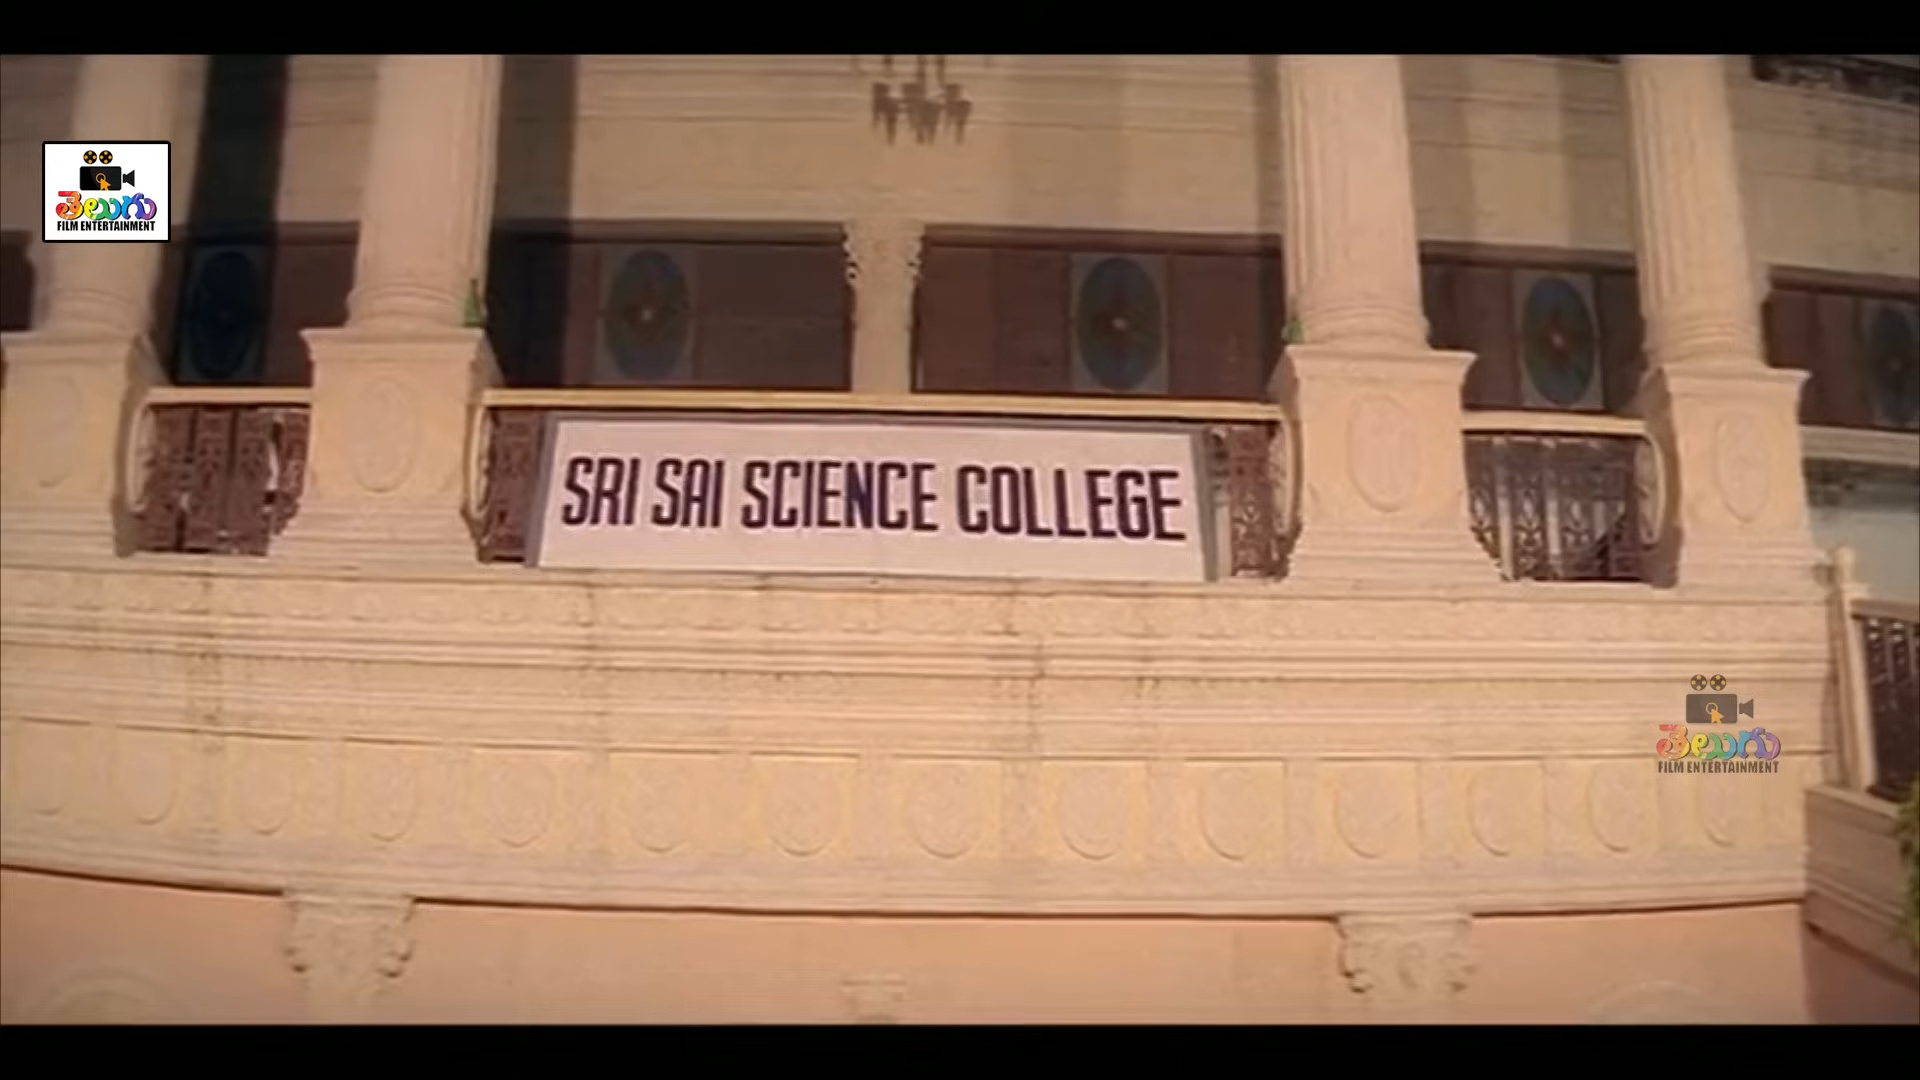 తెలుగు
FILM ENTERTAINMENT
SRI SAI SCIENCE COLLEGE
తెలుగు
FILM ENTERTAINMENT